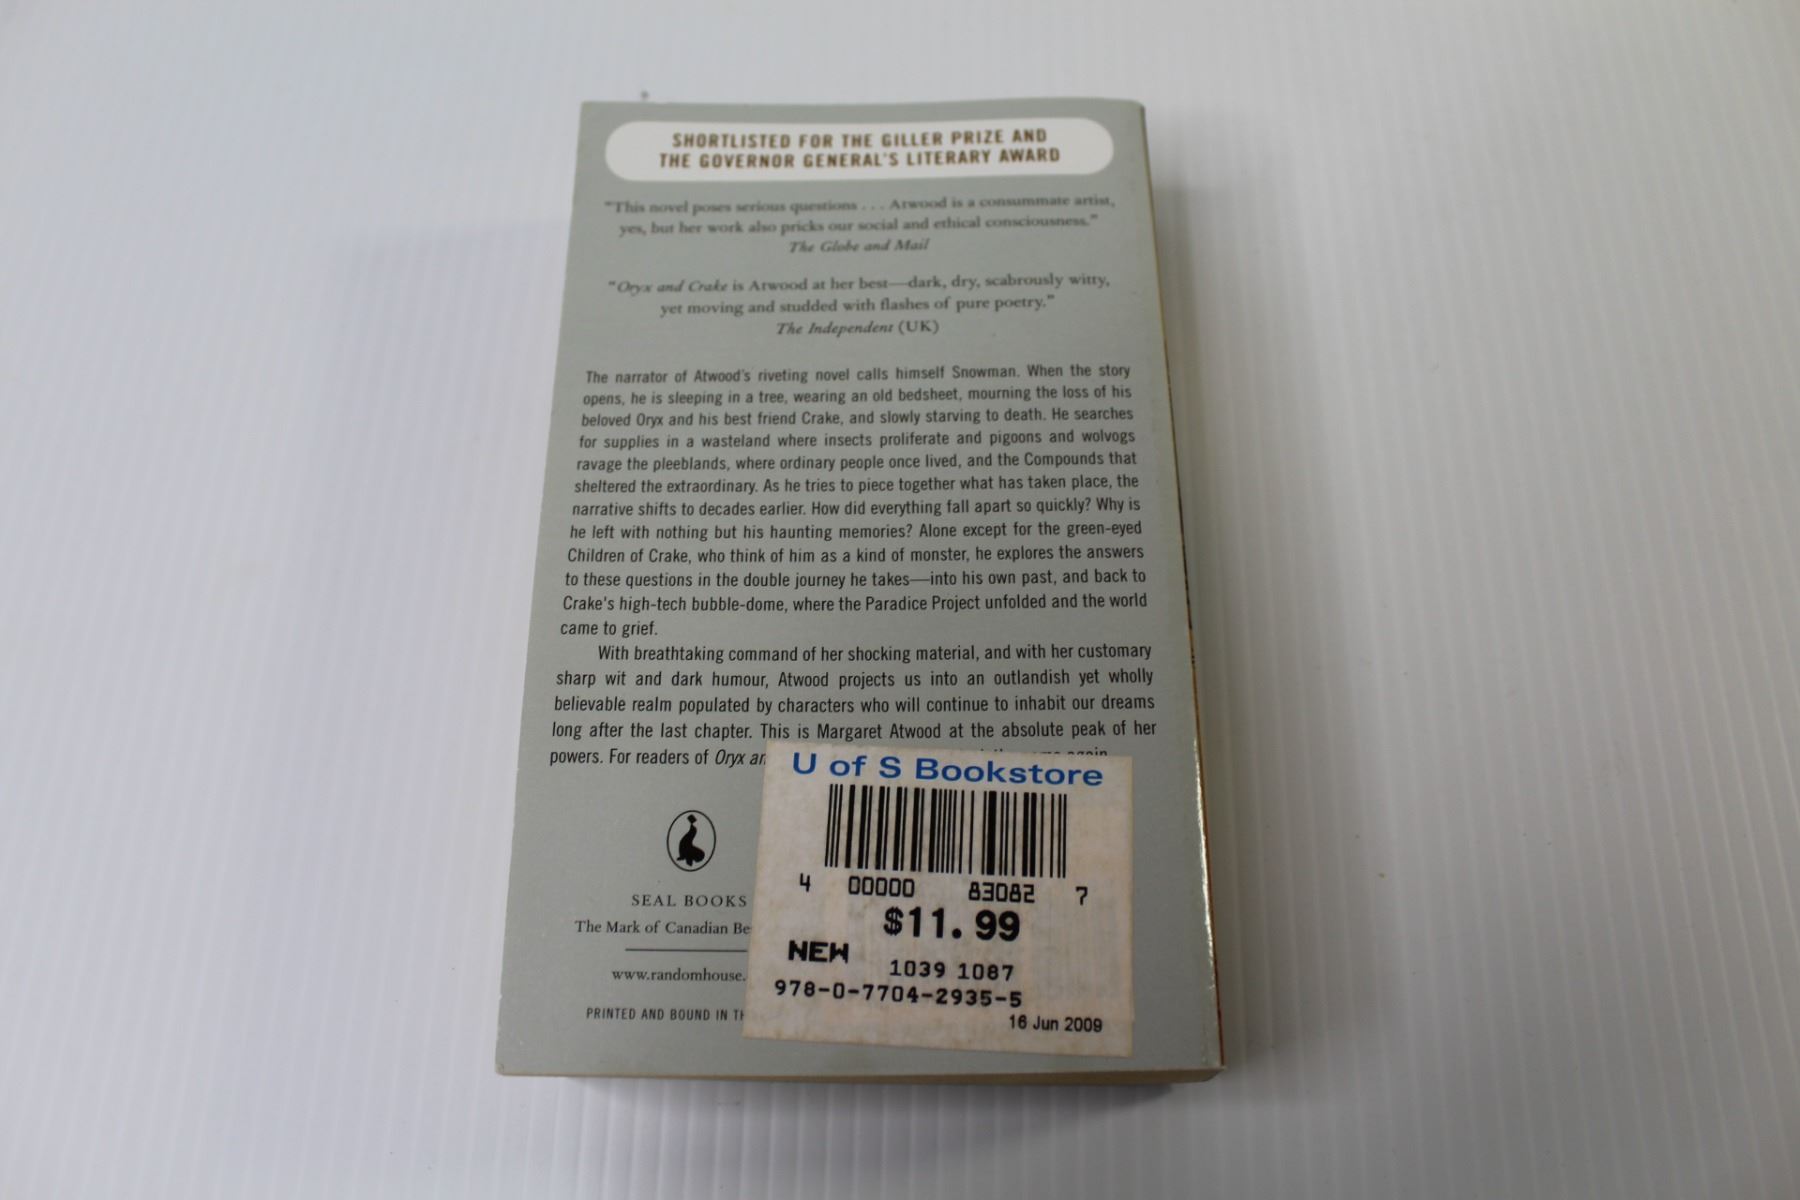 SHORTLISTED FOR THE GILLER PRIZE AND
THE GOVERNOR GENERAL'S LITERARY AWARD
"This novel poses serious questions . . . Atwood is a consummate artist,
yes, but her work also pricks our social and ethical consciousness."
The Globe and Mail
"Oryx and Crake is Atwood at her best—dark, dry, scabrously witty,
yet moving and studded with flashes of pure poetry."
The Independent (UK)
The narrator of Atwood's riveting novel calls himself Snowman. When the story
opens, he is sleeping in a tree, wearing an old bedsheet, mourning the loss of his
beloved Oryx and his best friend Crake, and slowly starving to death. He searches
for supplies in a wasteland where insects proliferate and pigoons and wolvogs
ravage the pleeblands, where ordinary people once lived, and the Compounds that
sheltered the extraordinary. As he tries to piece together what has taken place, the
narrative shifts to decades earlier. How did everything fall apart so quickly? Why is
he left with nothing but his haunting memories? Alone except for the green-eyed
Children of Crake, who think of him as a kind of monster, he explores the answers
to these questions in the double journey he takes—into his own past, and back to
Crake's high-tech bubble-dome, where the Paradice Project unfolded and the world
came to grief.
With breathtaking command of her shocking material, and with her customary
sharp wit and dark humour, Atwood projects us into an outlandish yet wholly
believable realm populated by characters who will continue to inhabit our dreams
long after the last chapter. This is Margaret Atwood at the absolute peak of her
powers. For readers of Oryx an
U of S Bookstore
4 00000 83082 7
$11.99
NEW
1039 1087
978-0-7704-2935-5
16 Jun 2009
SEAL BOOKS
The Mark of Canadian Be
www.randomhouse.
PRINTED AND BOUND IN TH